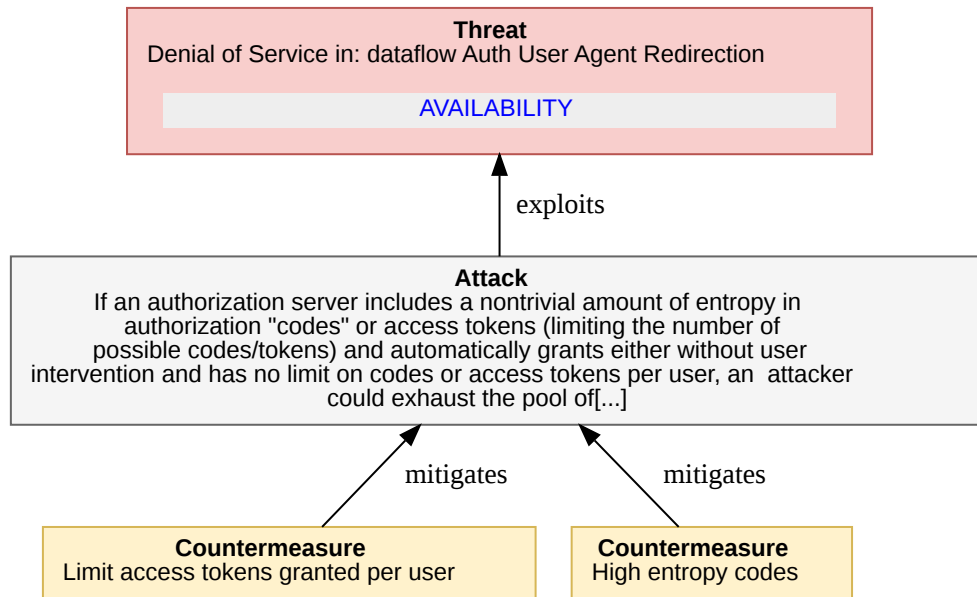 Threat
Denial of Service in: dataflow Auth User Agent Redirection
AVAILABILITY
exploits
Attack
If an authorization server includes a nontrivial amount of entropy in
authorization "codes" or access tokens (limiting the number of
possible codes/tokens) and automatically grants either without user
intervention and has no limit on codes or access tokens per user, an  attacker
could exhaust the pool of[...]
mitigates
mitigates
Countermeasure
Limit access tokens granted per user
Countermeasure
High entropy codes